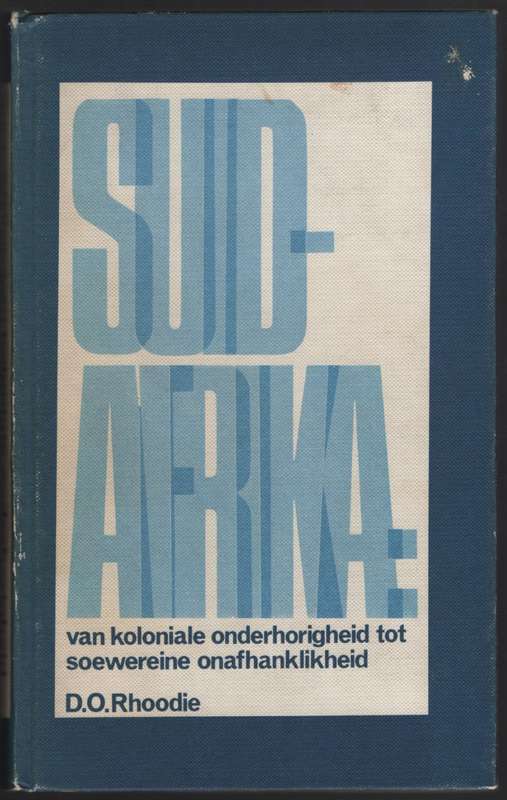 SUID-
AFRIKA:
van koloniale onderhorigheid tot
soewereine onafhanklikheid
D.O.Rhoodie